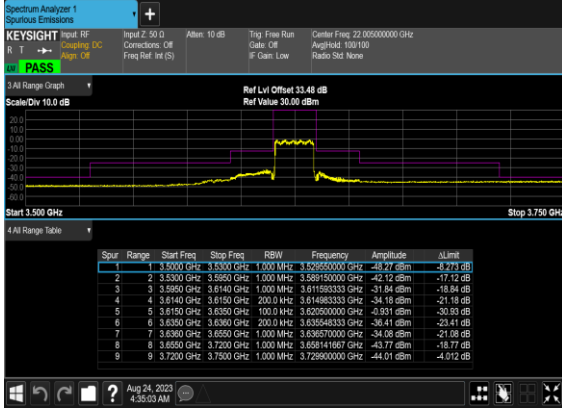 Spectrum Analyzer 1
Spurious Emissions
+
KEYSIGHT Input: RF Input Z: 50 Ω Atten: 10 dB Trig: Free Run Center Freq: 22.005000000 GHz
R T Coupling: DC Corrections: Off Gate: Off Avg|Hold: 100/100
Align: Off Freq Ref: Int (S) IF Gain: Low Radio Std: None
PASS
3 All Range Graph
Ref Lvl Offset 33.48 dB
Scale/Div 10.0 dB Ref Value 30.00 dBm
20.0
10.0
0.00
-10.0
-20.0
-30.0
-40.0
-50.0
-60.0
Start 3.500 GHz Stop 3.750 GHz
4 All Range Table
Spur Range Start Freq Stop Freq RBW Frequency Amplitude ΔLimit
1 1 3.5000 GHz 3.5300 GHz 1.000 MHz 3.529550000 GHz -48.27 dBm -8.273 dB
2 2 3.5300 GHz 3.5950 GHz 1.000 MHz 3.589150000 GHz -42.12 dBm -17.12 dB
3 3 3.5950 GHz 3.6140 GHz 1.000 MHz 3.611593333 GHz -31.84 dBm -18.84 dB
4 4 3.6140 GHz 3.6150 GHz 200.0 kHz 3.614983333 GHz -34.18 dBm -21.18 dB
5 5 3.6150 GHz 3.6350 GHz 100.0 kHz 3.620500000 GHz -0.931 dBm -30.93 dB
6 6 3.6350 GHz 3.6360 GHz 200.0 kHz 3.635548333 GHz -36.41 dBm -23.41 dB
7 7 3.6360 GHz 3.6550 GHz 1.000 MHz 3.636570000 GHz -34.08 dBm -21.08 dB
8 8 3.6550 GHz 3.7200 GHz 1.000 MHz 3.658141667 GHz -43.77 dBm -18.77 dB
9 9 3.7200 GHz 3.7500 GHz 1.000 MHz 3.729900000 GHz -44.01 dBm -4.012 dB
? Aug 24, 2023
4:35:03 AM